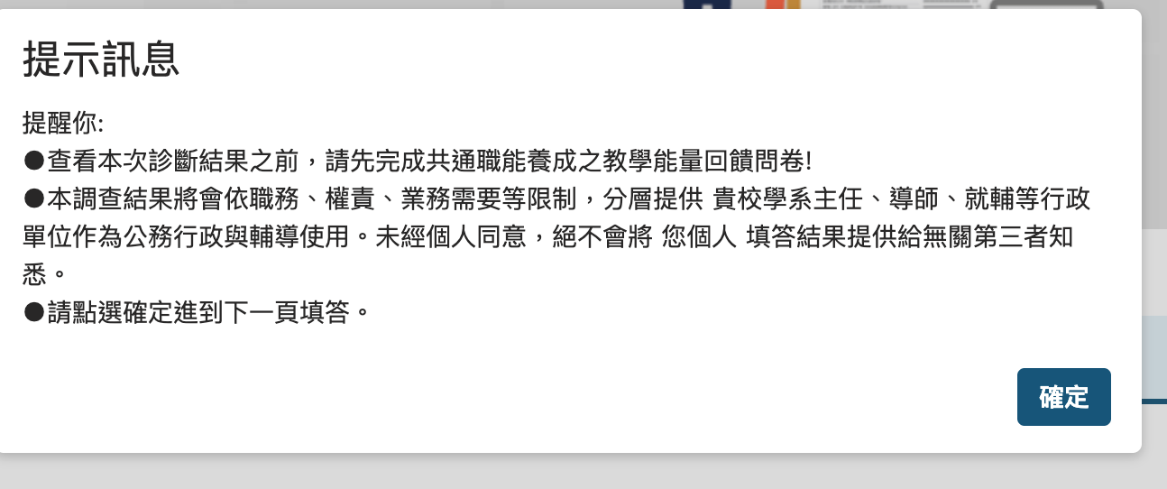 提示訊息
提醒你:
●查看本次診斷結果之前，請先完成共通職能養成之教學能量回饋問卷!
●本調查結果將會依職務、權責、業務需要等限制，分層提供 貴校學系主任、導師、就輔等行政
單位作為公務行政與輔導使用。未經個人同意，絕不會將 您個人 填答結果提供給無關第三者知
悉。
●請點選確定進到下一頁填答。
確定